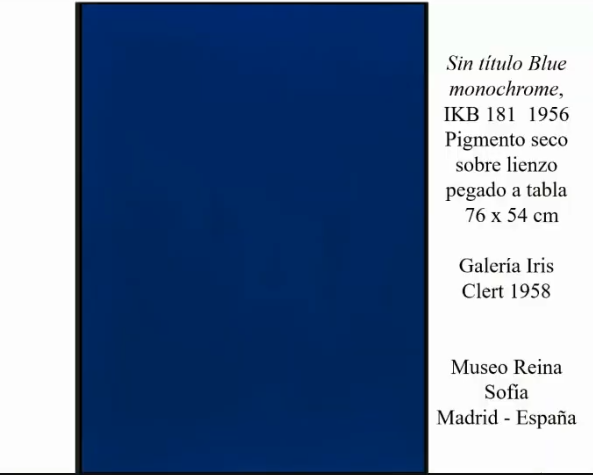 Sin título Blue
monochrome,
IKB 181 1956
Pigmento seco
sobre lienzo
pegado a tabla
76 x 54 cm
Galería Iris
Clert 1958
Museo Reina
Sofía
Madrid - España